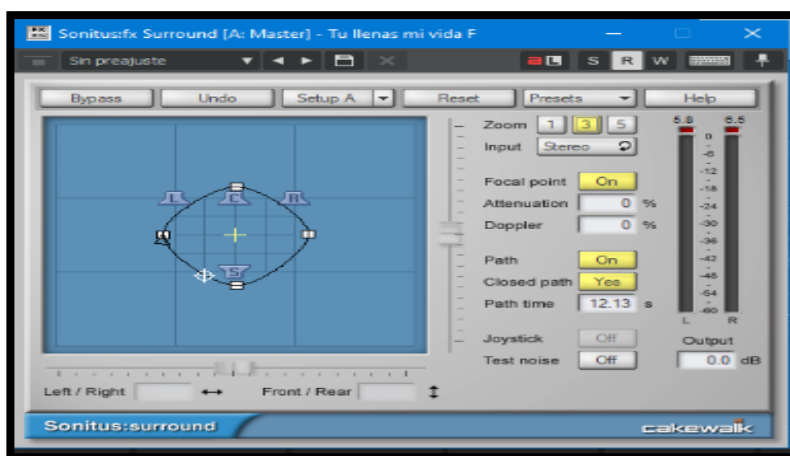 Sonitus:fx Surround [A: Master] - Tu llenas mi vida F
Sin preajuste S R W
Bypass Undo Setup A Reset Presets Help
Zoom 1 3 5
Input Stereo
Focal point On
Attenuation 0 %
Doppler 0 %
Path On
Closed path Yes
Path time 12.13 s
Joystick Off
Test noise Off
L C R
S
Left / Right Front / Rear
5.8 6.5
0
-6
-12
-18
-24
-30
-36
-42
-48
-54
-60
L R
Output
0.0 dB
Sonitus:surround cakewalk